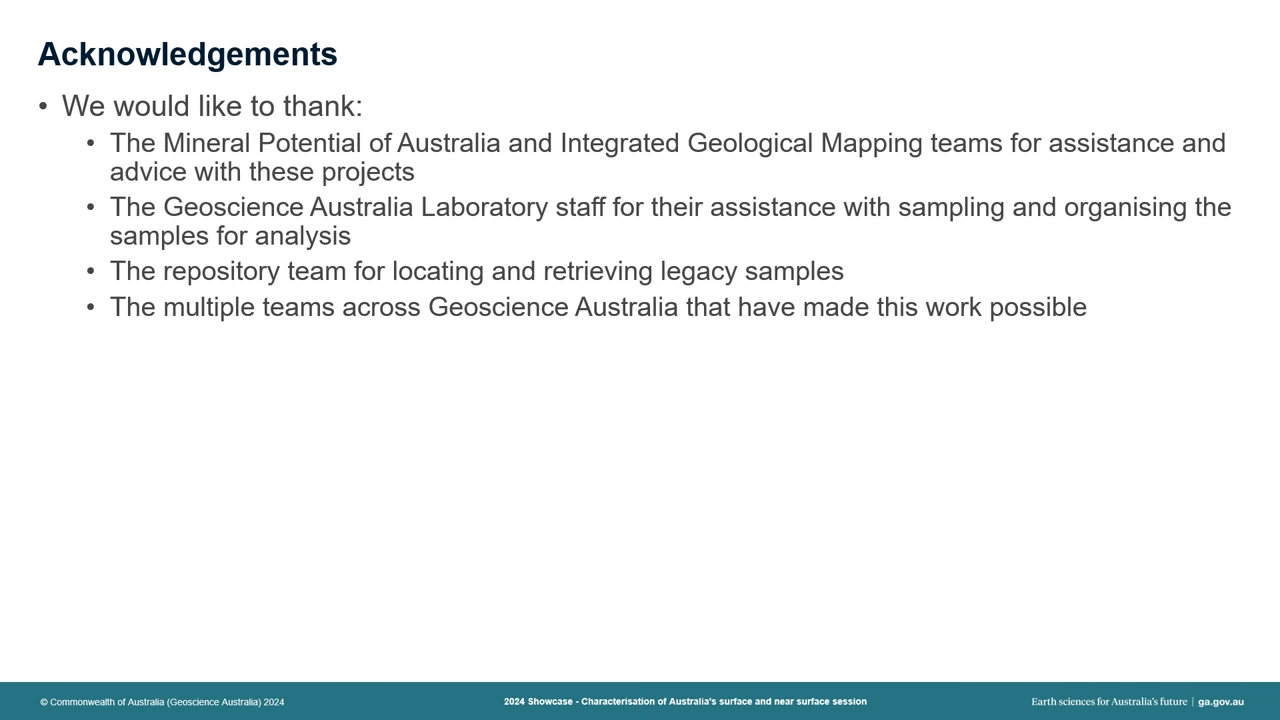 Acknowledgements
• We would like to thank:
• The Mineral Potential of Australia and Integrated Geological Mapping teams for assistance and
advice with these projects
• The Geoscience Australia Laboratory staff for their assistance with sampling and organising the
samples for analysis
• The repository team for locating and retrieving legacy samples
• The multiple teams across Geoscience Australia that have made this work possible
© Commonwealth of Australia (Geoscience Australia) 2024
2024 Showcase - Characterisation of Australia's surface and near surface session
Earth sciences for Australia's future | ga.gov.au